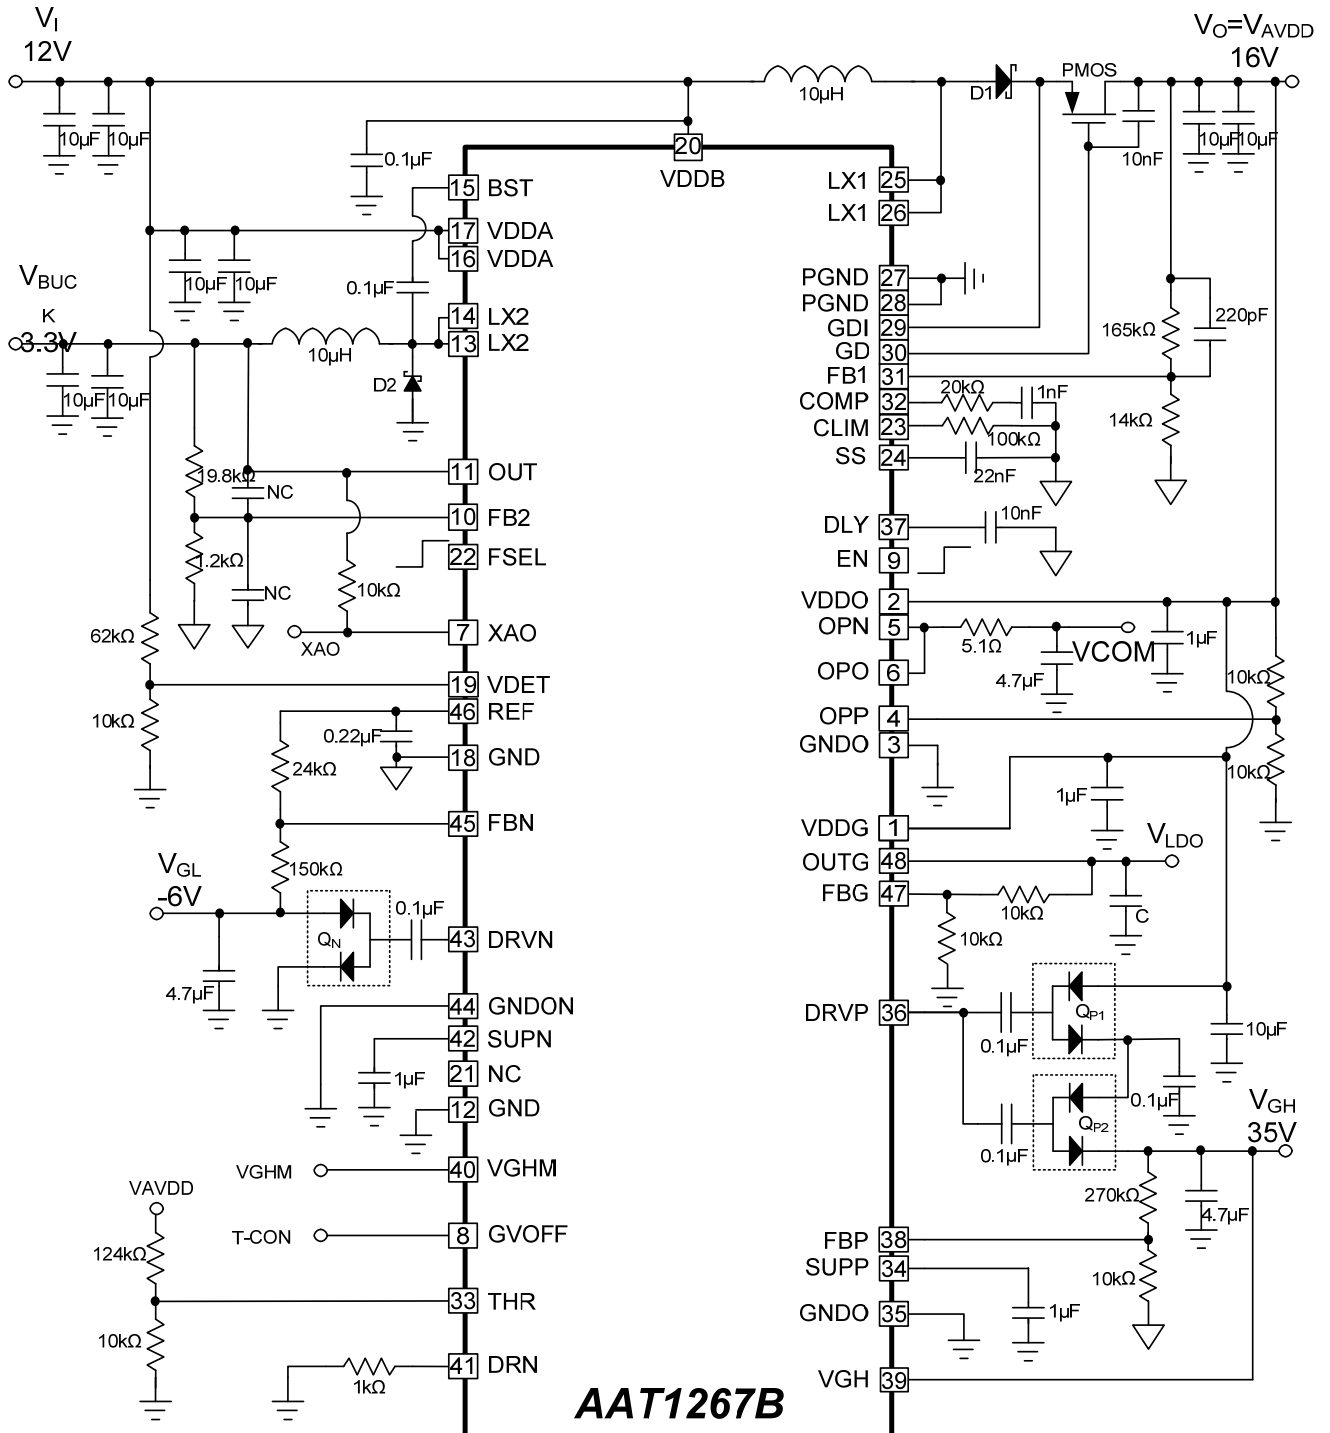 VI
12V
VO=VAVDD
16V
10µF
10µF
10µH
D1
PMOS
10nF
10µF
10µF
0.1µF
20
VDDB
15 BST
17 VDDA
16 VDDA
10µF
10µF
0.1µF
14 LX2
13 LX2
VBUC
K
3.3V
10µF
10µF
10µH
D2
LX1 25
LX1 26
PGND 27
PGND 28
GDI 29
GD 30
FB1 31
COMP 32
CLIM 23
SS 24
165kΩ
220pF
14kΩ
20kΩ
1nF
100kΩ
22nF
11 OUT
10 FB2
22 FSEL
19.8kΩ
NC
1.2kΩ
NC
10kΩ
DLY 37
10nF
EN 9
VDDO 2
OPN 5
OPO 6
5.1Ω
VCOM
4.7µF
1µF
10kΩ
OPP 4
GNDO 3
10kΩ
62kΩ
XAO
7 XAO
19 VDET
46 REF
10kΩ
0.22µF
18 GND
24kΩ
45 FBN
150kΩ
1µF
VDDG 1
VLDO
OUTG 48
FBG 47
10kΩ
C
10kΩ
VGL
-6V
QN
0.1µF
43 DRVN
4.7µF
44 GNDON
42 SUPN
1µF
21 NC
12 GND
DRVP 36
0.1µF
QP1
10µF
0.1µF
QP2
0.1µF
VGH
35V
VGHM
40 VGHM
T-CON
8 GVOFF
VAVDD
124kΩ
33 THR
10kΩ
41 DRN
1kΩ
270kΩ
4.7µF
FBP 38
SUPP 34
10kΩ
GNDO 35
1µF
VGH 39
AAT1267B